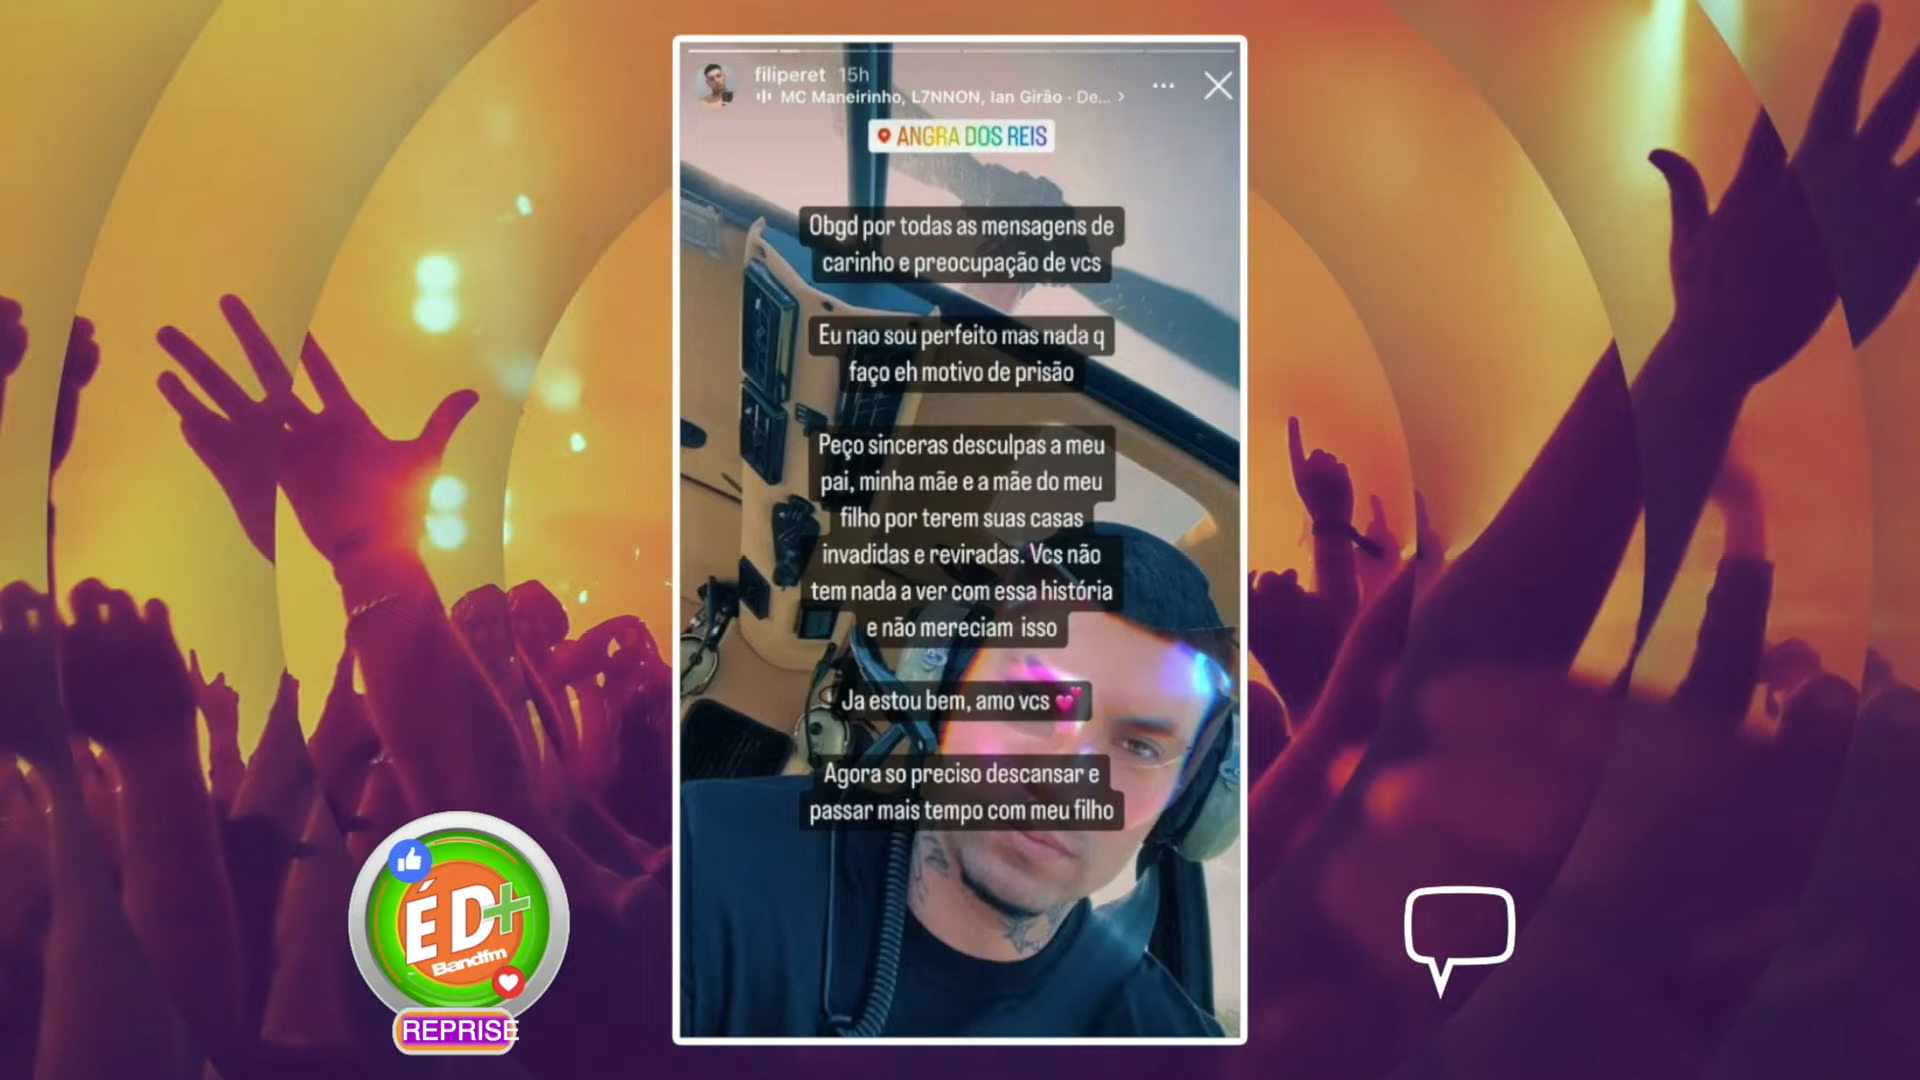 filiperet 15h
MC Maneirinho, L7NNON, Ian Girão · De... >
ANGRA DOS REIS
Obgd por todas as mensagens de
carinho e preocupação de vcs
Eu nao sou perfeito mas nada q
faço eh motivo de prisão
Peço sinceras desculpas a meu
pai, minha mãe e a mãe do meu
filho por terem suas casas
invadidas e reviradas. Vcs não
tem nada a ver com essa história
e não mereciam isso
Ja estou bem, amo vcs 💕
Agora so preciso descansar e
passar mais tempo com meu filho
É D+
Bandfm
REPRISE